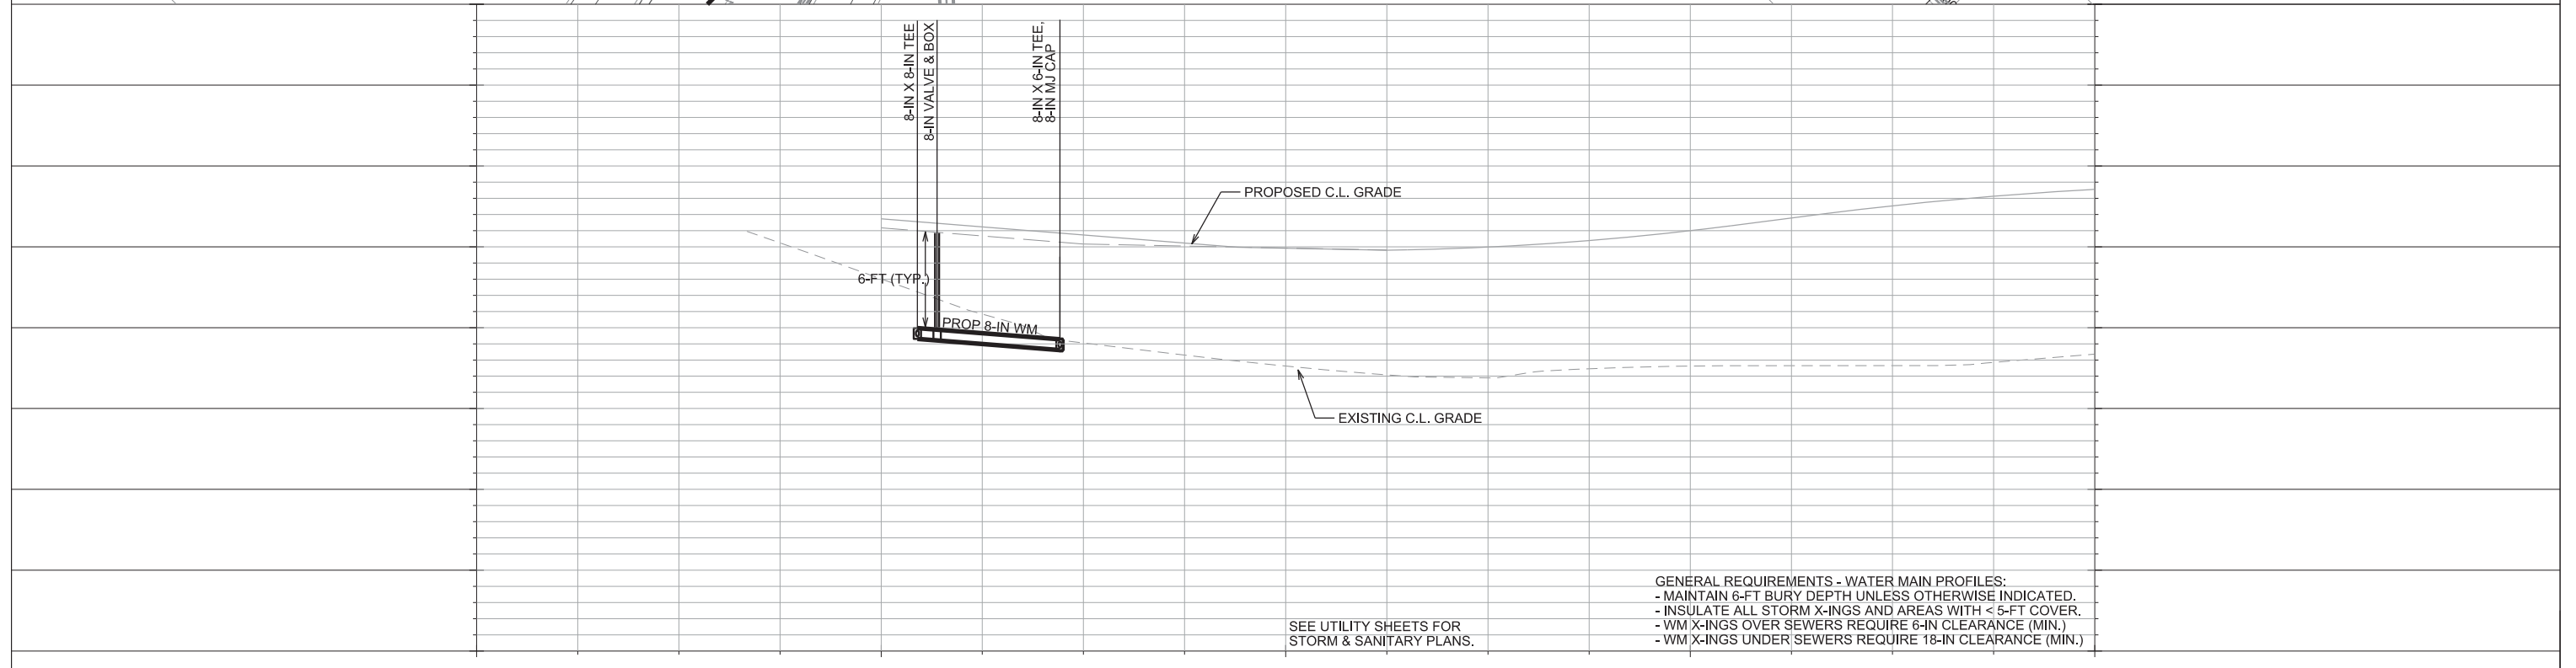 8-IN X 8-IN TEE
8-IN VALVE & BOX
8-IN X 6-IN TEE,
8-IN MJ CAP
PROPOSED C.L. GRADE
6-FT (TYP.)
PROP 8-IN WM
EXISTING C.L. GRADE
SEE UTILITY SHEETS FOR
STORM & SANITARY PLANS.
GENERAL REQUIREMENTS - WATER MAIN PROFILES:
- MAINTAIN 6-FT BURY DEPTH UNLESS OTHERWISE INDICATED.
- INSULATE ALL STORM X-INGS AND AREAS WITH < 5-FT COVER.
- WM X-INGS OVER SEWERS REQUIRE 6-IN CLEARANCE (MIN.)
- WM X-INGS UNDER SEWERS REQUIRE 18-IN CLEARANCE (MIN.)